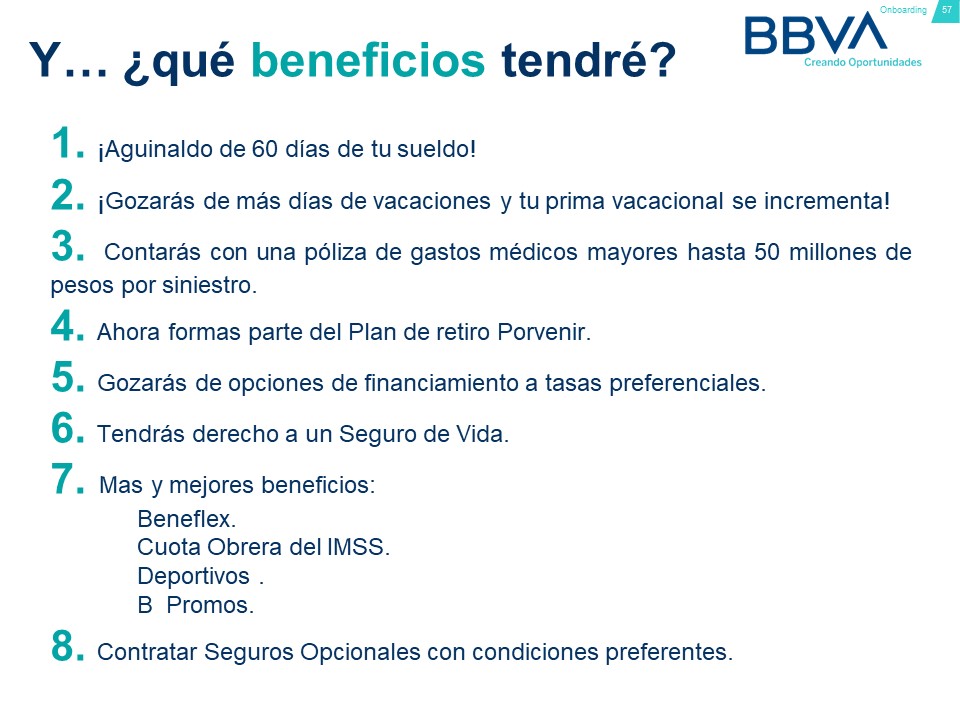 Onboarding 57
BBVA
Creando Oportunidades
Y… ¿qué beneficios tendré?
1. ¡Aguinaldo de 60 días de tu sueldo!
2. ¡Gozarás de más días de vacaciones y tu prima vacacional se incrementa!
3. Contarás con una póliza de gastos médicos mayores hasta 50 millones de
pesos por siniestro.
4. Ahora formas parte del Plan de retiro Porvenir.
5. Gozarás de opciones de financiamiento a tasas preferenciales.
6. Tendrás derecho a un Seguro de Vida.
7. Mas y mejores beneficios:
Beneflex.
Cuota Obrera del IMSS.
Deportivos .
B  Promos.
8. Contratar Seguros Opcionales con condiciones preferentes.